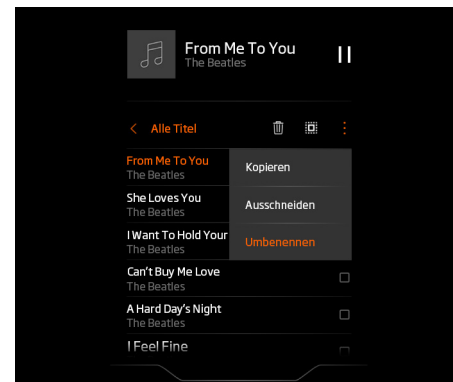 From Me To You
The Beatles
Alle Titel
From Me To You
The Beatles
Kopieren
She Loves You
The Beatles
Ausschneiden
I Want To Hold Your
The Beatles
Umbenennen
Can't Buy Me Love
The Beatles
A Hard Day's Night
The Beatles
I Feel Fine